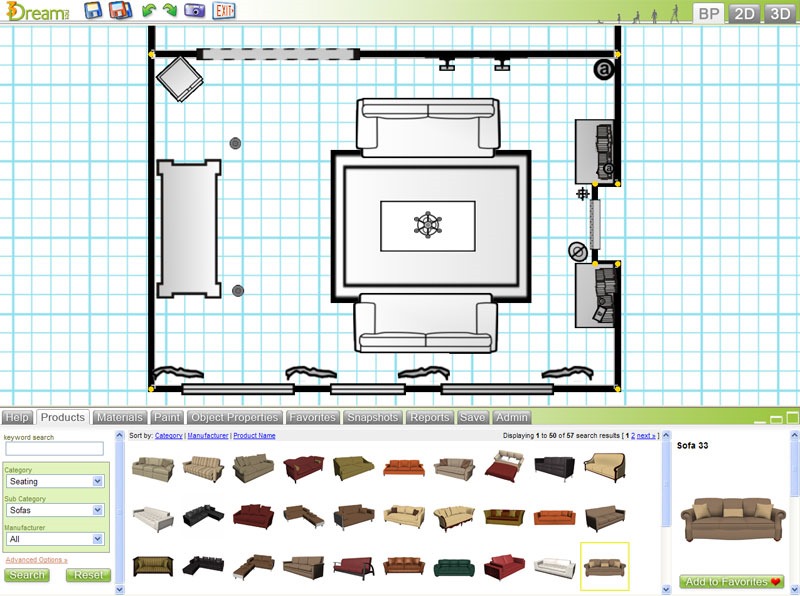 Dream
EXIT
BP 2D 3D
Help Products Materials Paint Object Properties Favorites Snapshots Reports Save Admin
keyword search
Sort by: Category | Manufacturer | Product Name
Displaying 1 to 50 of 57 search results [ 1 2 next » ]
Sofa 33
Category
Seating
Sub Category
Sofas
Manufacturer
All
Advanced Options »
Search Reset
Add to Favorites